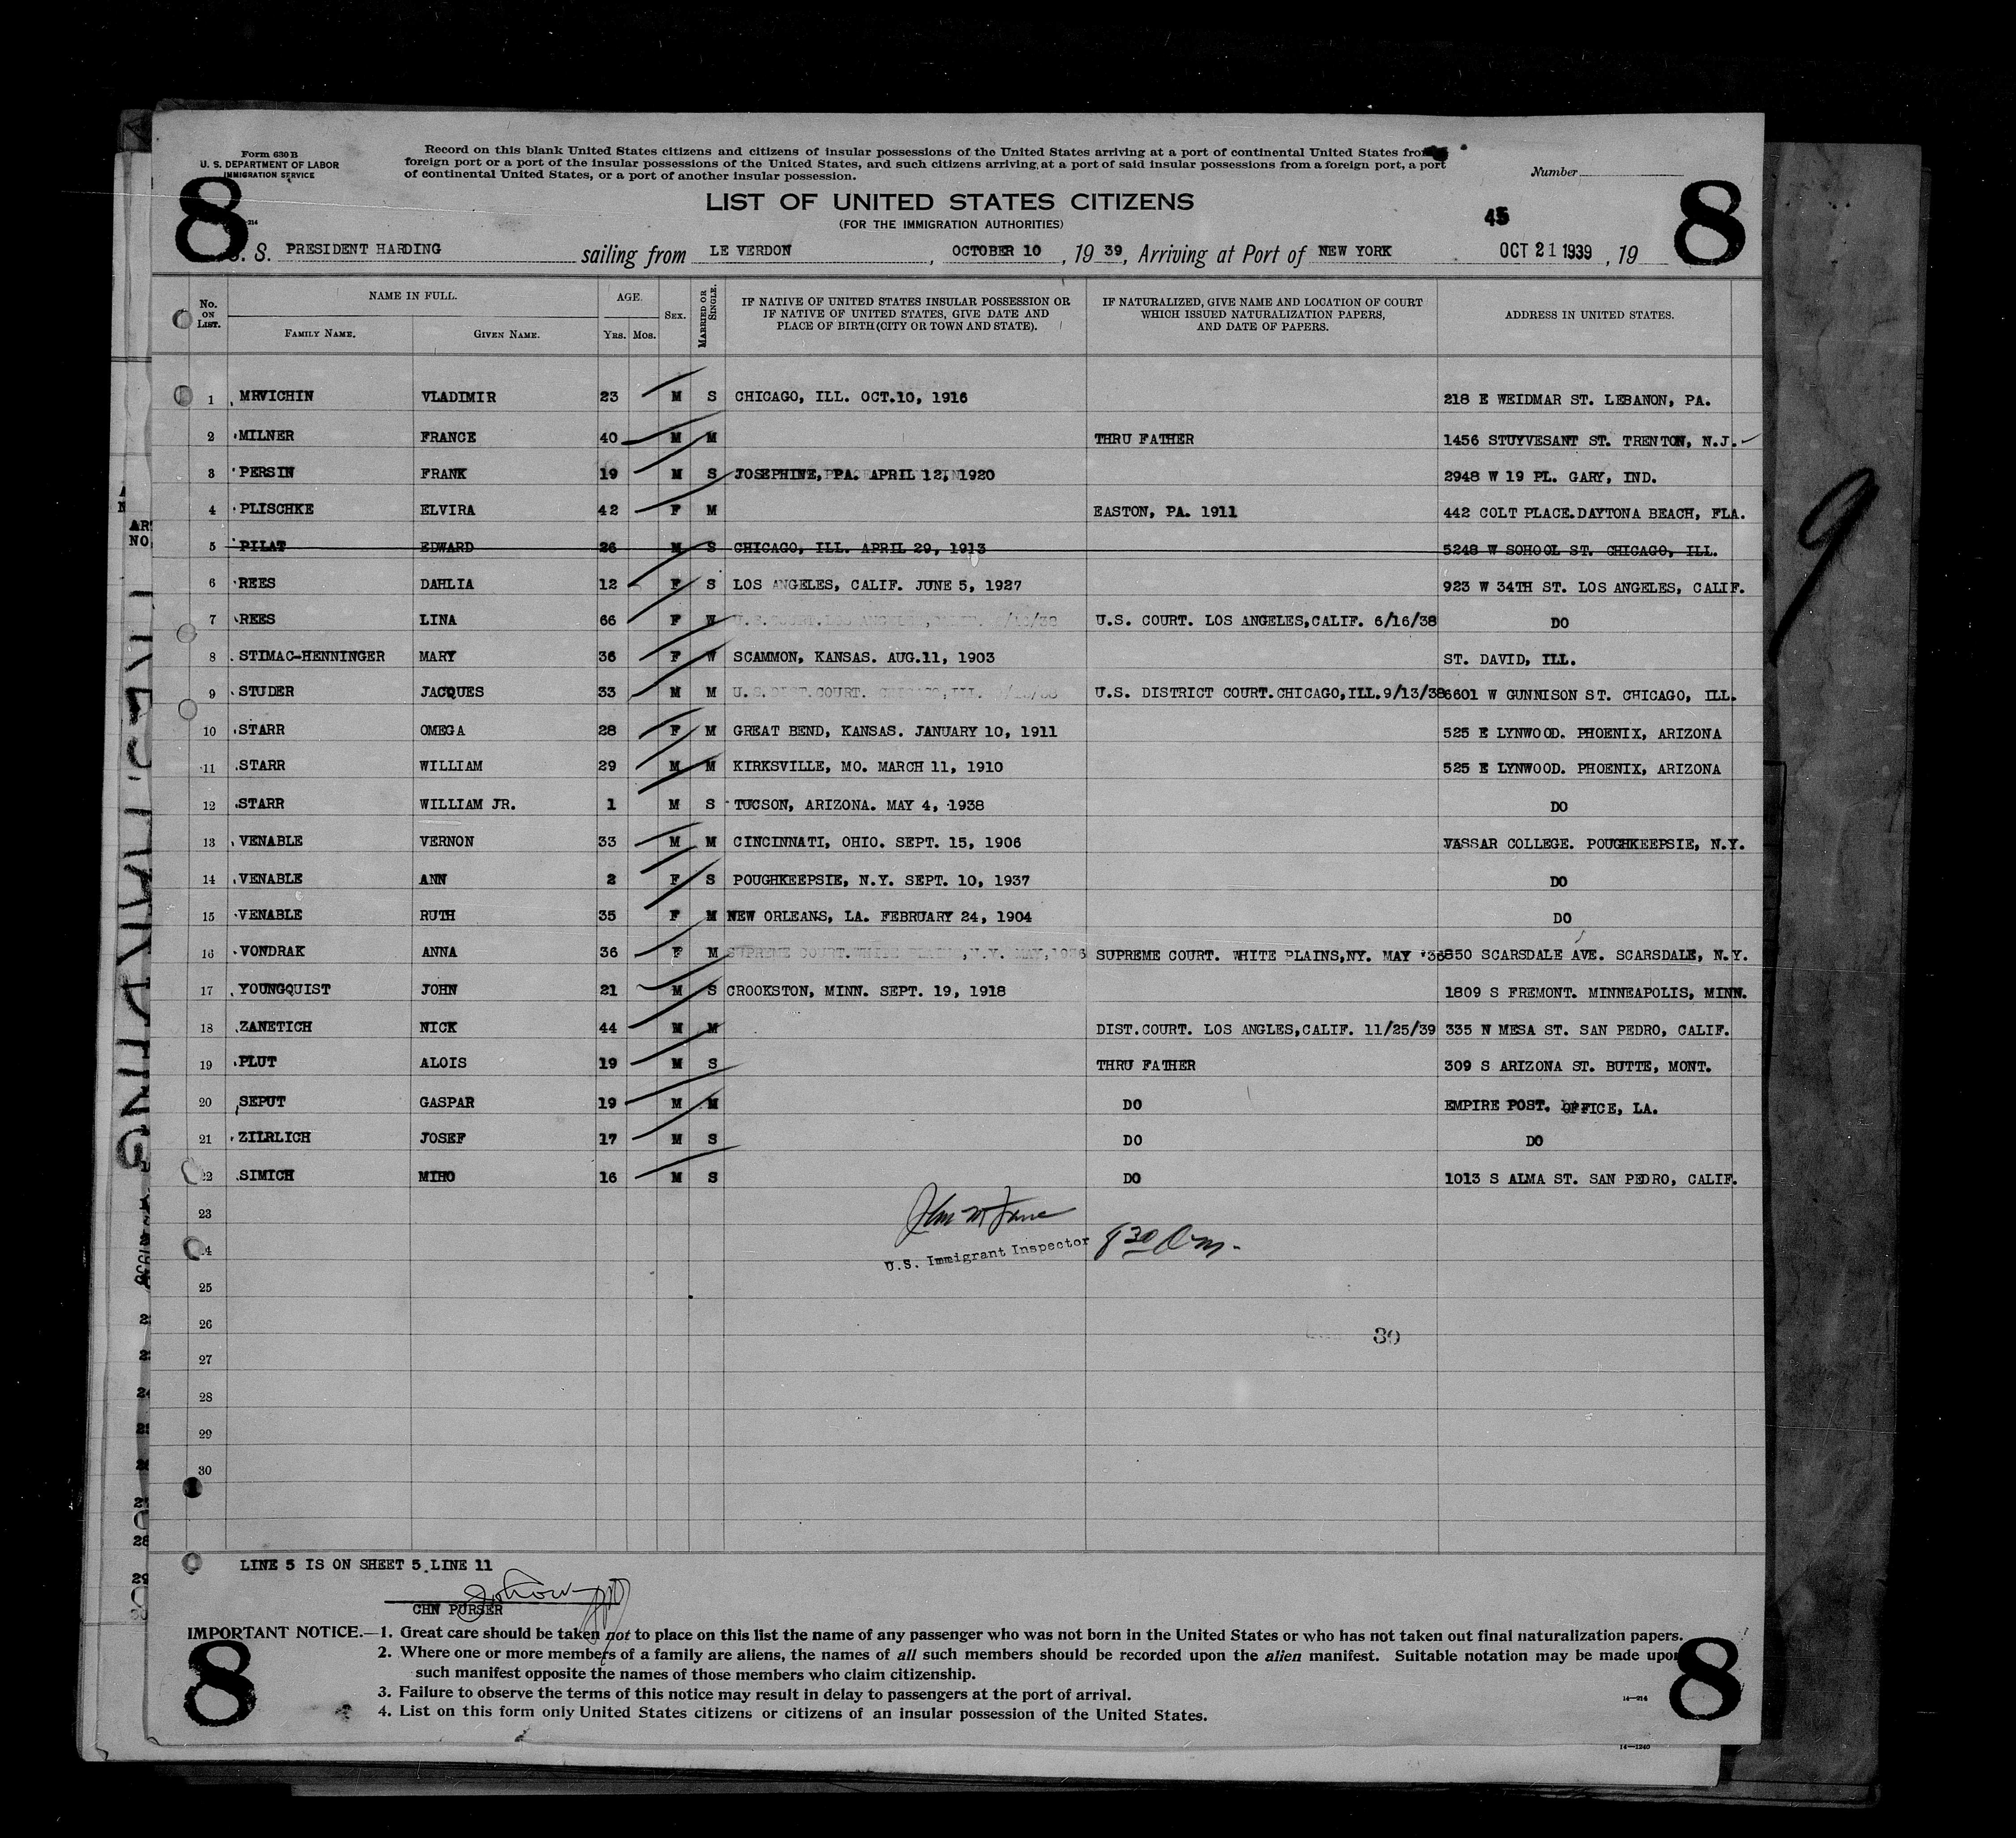 Form 630 B
U. S. DEPARTMENT OF LABOR
IMMIGRATION SERVICE
Record on this blank United States citizens and citizens of insular possessions of the United States arriving at a port of continental United States from
foreign port or a port of the insular possessions of the United States, and such citizens arriving at a port of said insular possessions from a foreign port, a port
of continental United States, or a port of another insular possession.
Number
8
8
LIST OF UNITED STATES CITIZENS
(FOR THE IMMIGRATION AUTHORITIES)
45
S. PRESIDENT HARDING sailing from LE VERDON, OCTOBER 10, 19 39, Arriving at Port of NEW YORK OCT 21 1939, 19
No. ON LIST. NAME IN FULL. FAMILY NAME. GIVEN NAME. AGE. YRS. MOS. SEX. MARRIED OR SINGLE. IF NATIVE OF UNITED STATES INSULAR POSSESSION OR IF NATIVE OF UNITED STATES, GIVE DATE AND PLACE OF BIRTH (CITY OR TOWN AND STATE). IF NATURALIZED, GIVE NAME AND LOCATION OF COURT WHICH ISSUED NATURALIZATION PAPERS, AND DATE OF PAPERS. ADDRESS IN UNITED STATES.
1 MRVICHIN VLADIMIR 23 M S CHICAGO, ILL. OCT.10, 1916 218 E WEIDMAR ST. LEBANON, PA.
2 MILNER FRANCE 40 M M THRU FATHER 1456 STUYVESANT ST. TRENTON, N.J.
3 PERSIN FRANK 19 M S JOSEPHINE, PA. APRIL 12, 1920 2948 W 19 PL. GARY, IND.
4 PLISCHKE ELVIRA 42 F M EASTON, PA. 1911 442 COLT PLACE.DAYTONA BEACH, FLA.
5 PILAT EDWARD 26 M S CHICAGO, ILL. APRIL 29, 1913 5248 W SCHOOL ST. CHICAGO, ILL.
6 REES DAHLIA 12 F S LOS ANGELES, CALIF. JUNE 5, 1927 923 W 34TH ST. LOS ANGELES, CALIF.
7 REES LINA 66 F W U.S. COURT. LOS ANGELES,CALIF. 6/16/38 DO
8 STIMAC-HENNINGER MARY 36 F W SCAMMON, KANSAS. AUG.11, 1903 ST. DAVID, ILL.
9 STUDER JACQUES 33 M M U.S. DISTRICT COURT.CHICAGO,ILL.9/13/38 6601 W GUNNISON ST. CHICAGO, ILL.
10 STARR OMEGA 28 F M GREAT BEND, KANSAS. JANUARY 10, 1911 525 E LYNWOOD. PHOENIX, ARIZONA
11 STARR WILLIAM 29 M M KIRKSVILLE, MO. MARCH 11, 1910 525 E LYNWOOD. PHOENIX, ARIZONA
12 STARR WILLIAM JR. 1 M S TUCSON, ARIZONA. MAY 4, 1938 DO
13 VENABLE VERNON 33 M M CINCINNATI, OHIO. SEPT. 15, 1906 VASSAR COLLEGE. POUGHKEEPSIE, N.Y.
14 VENABLE ANN 2 F S POUGHKEEPSIE, N.Y. SEPT. 10, 1937 DO
15 VENABLE RUTH 35 F M NEW ORLEANS, LA. FEBRUARY 24, 1904 DO
16 VONDRAK ANNA 36 F M SUPREME COURT. WHITE PLAINS,NY. MAY '36 850 SCARSDALE AVE. SCARSDALE, N.Y.
17 YOUNGQUIST JOHN 21 M S CROOKSTON, MINN. SEPT. 19, 1918 1809 S FREMONT. MINNEAPOLIS, MINN.
18 ZANETICH NICK 44 M M DIST.COURT. LOS ANGLES,CALIF. 11/25/39 335 N MESA ST. SAN PEDRO, CALIF.
19 PLUT ALOIS 19 M S THRU FATHER 309 S ARIZONA ST. BUTTE, MONT.
20 SEPUT GASPAR 19 M M DO EMPIRE POST. OFFICE, LA.
21 ZILRLICH JOSEF 17 M S DO DO
22 SIMICH MIHO 16 M S DO 1013 S ALMA ST. SAN PEDRO, CALIF.
23
24
U.S. Immigrant Inspector
25
26
30
27
28
29
30
LINE 5 IS ON SHEET 5 LINE 11
CHN PURSER
IMPORTANT NOTICE.—1. Great care should be taken not to place on this list the name of any passenger who was not born in the United States or who has not taken out final naturalization papers.
2. Where one or more members of a family are aliens, the names of all such members should be recorded upon the alien manifest. Suitable notation may be made upon
such manifest opposite the names of those members who claim citizenship.
3. Failure to observe the terms of this notice may result in delay to passengers at the port of arrival.
4. List on this form only United States citizens or citizens of an insular possession of the United States.
8
8
14—214
14—1240
9